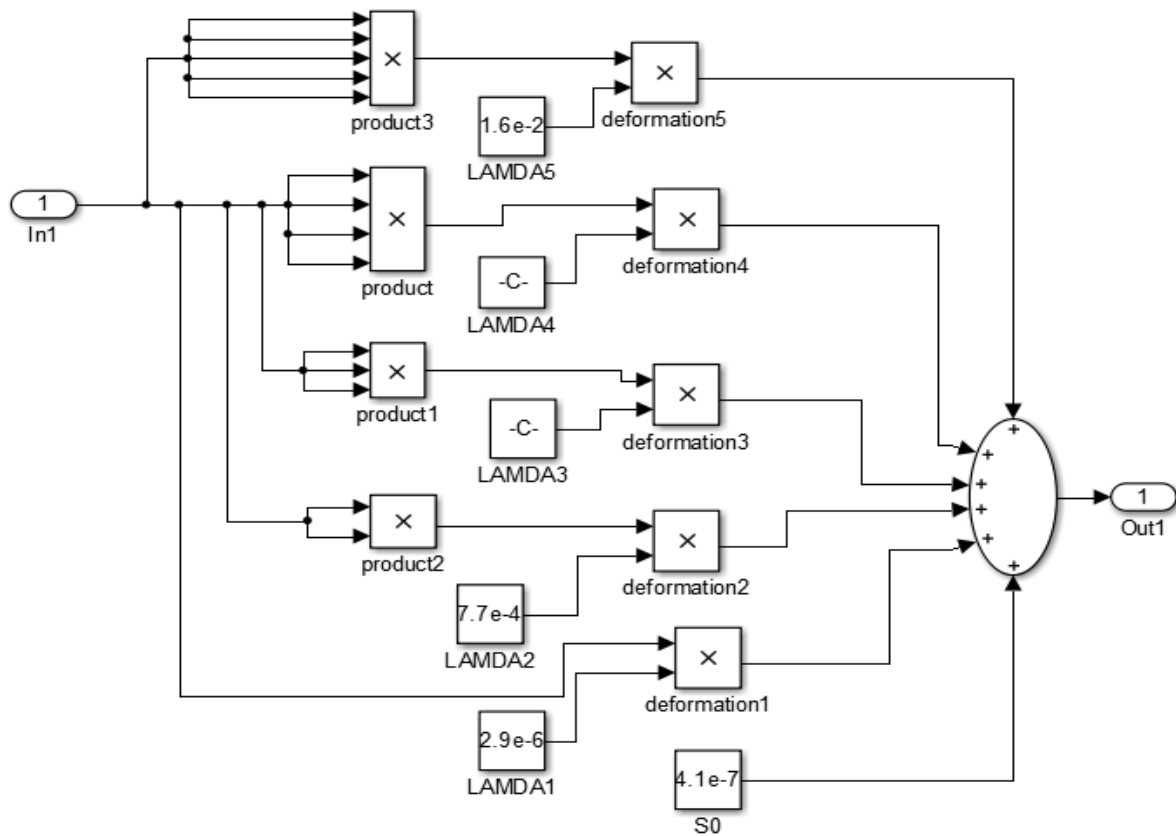 ×
product3
×
deformation5
1.6e-2
LAMDA5
1
In1
×
product
×
deformation4
-C-
LAMDA4
×
product1
×
deformation3
-C-
LAMDA3
×
product2
×
deformation2
7.7e-4
LAMDA2
×
deformation1
2.9e-6
LAMDA1
4.1e-7
S0
+
+
+
+
+
+
1
Out1